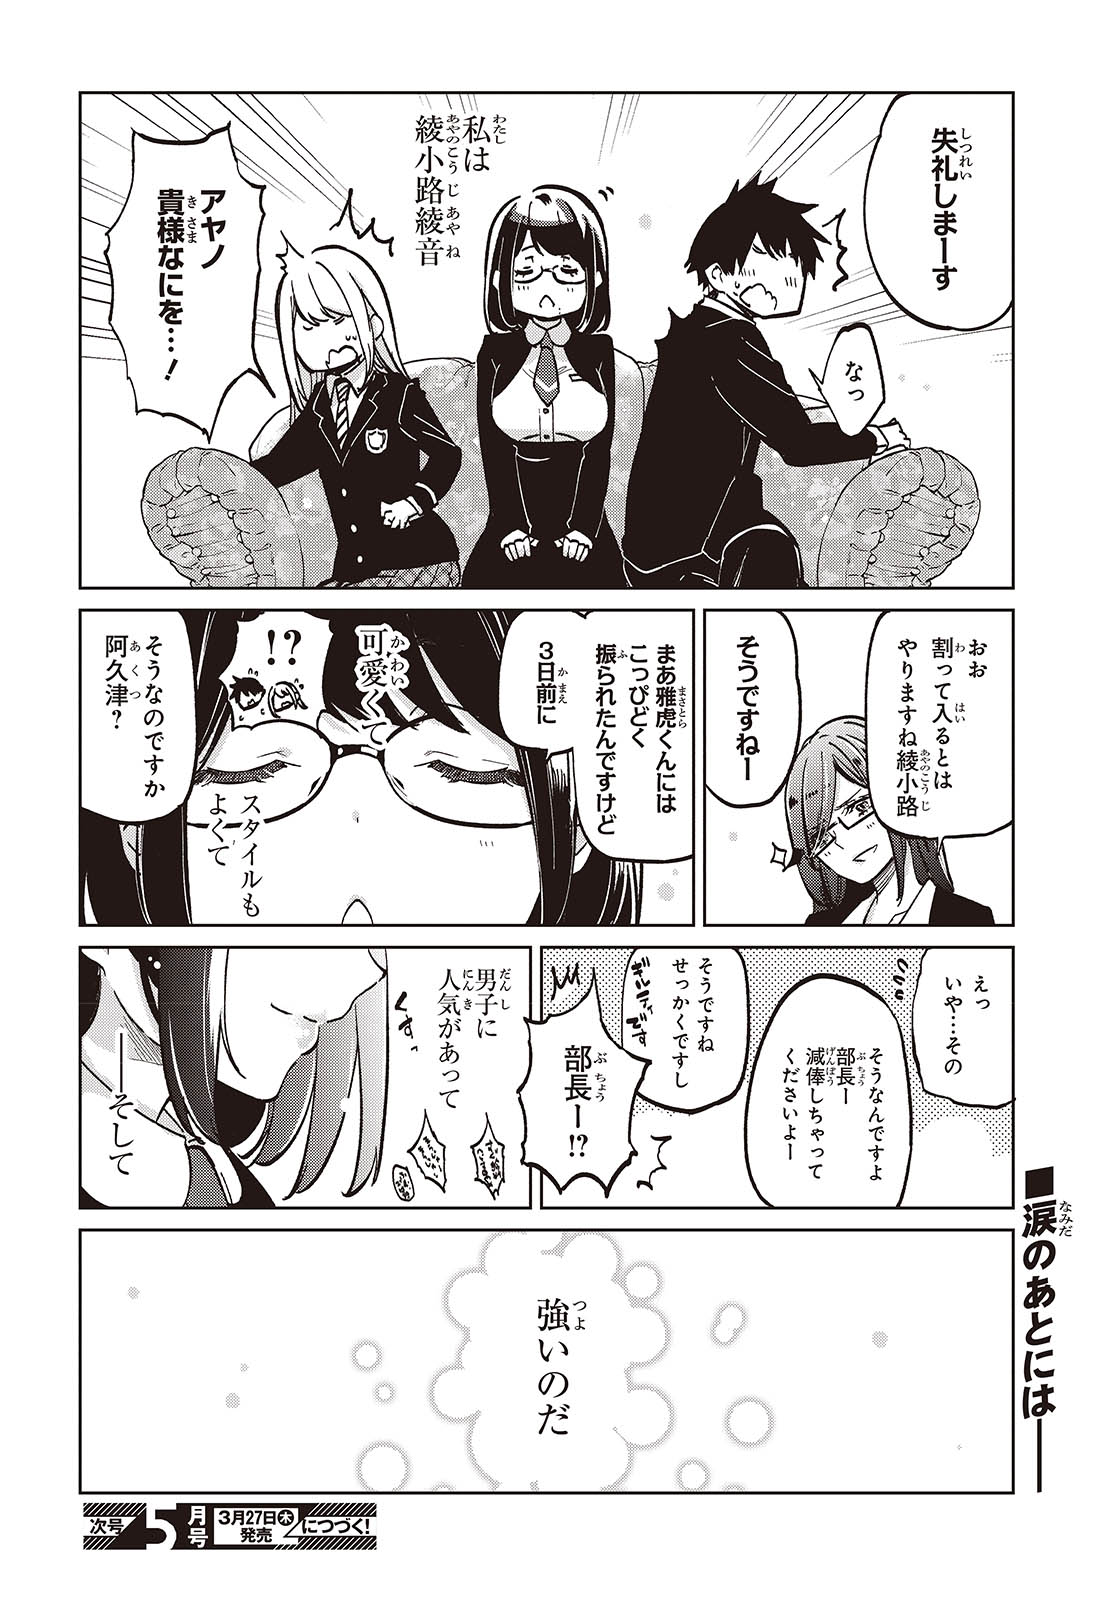 失礼しまーす
なっ
私は
綾小路綾音
アヤノ
貴様なにを…!
おお
割って入るとは
やりますね綾小路
そうですねー
まあ雅虎くんには
こっぴどく
振られたんですけど
3日前に
可愛くて
!?
スタイルも
よくて
そうなのですか
阿久津?
えっ
いや…その
そうなんですよ
部長ー
減俸しちゃって
くださいよー
そうですね
せっかくですし
ギルティです
部長ー!?
男子に
人気があって
くすっ
──そして
強いのだ
■涙のあとには──
次号5月号3月27日(木)発売につづく!